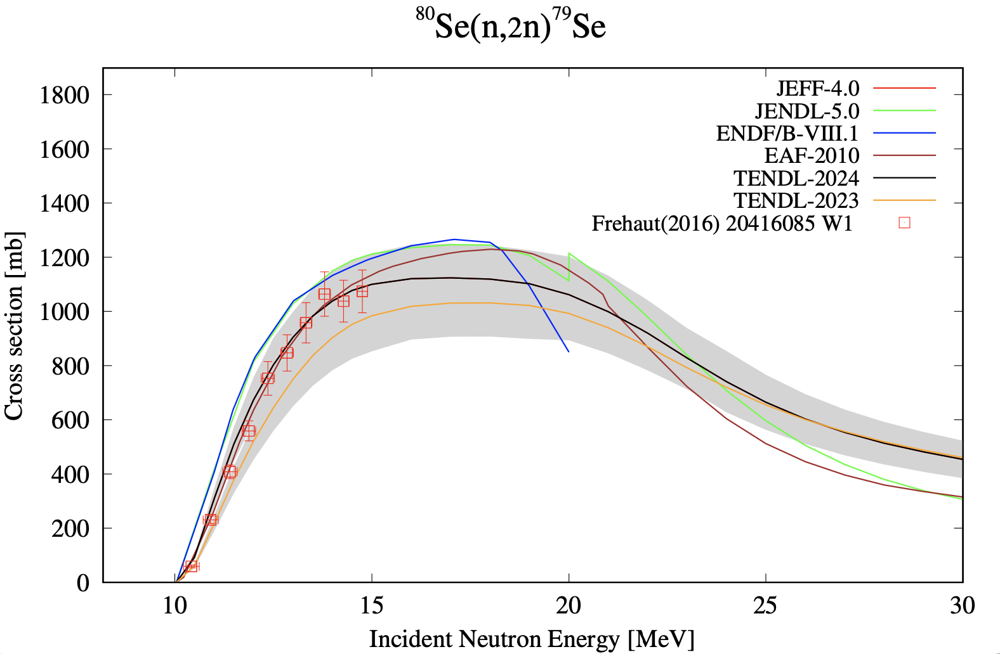 ⁸⁰Se(n,2n)⁷⁹Se
JEFF-4.0
JENDL-5.0
ENDF/B-VIII.1
EAF-2010
TENDL-2024
TENDL-2023
Frehaut(2016) 20416085 W1
Cross section [mb]
1800
1600
1400
1200
1000
800
600
400
200
0
10 15 20 25 30
Incident Neutron Energy [MeV]